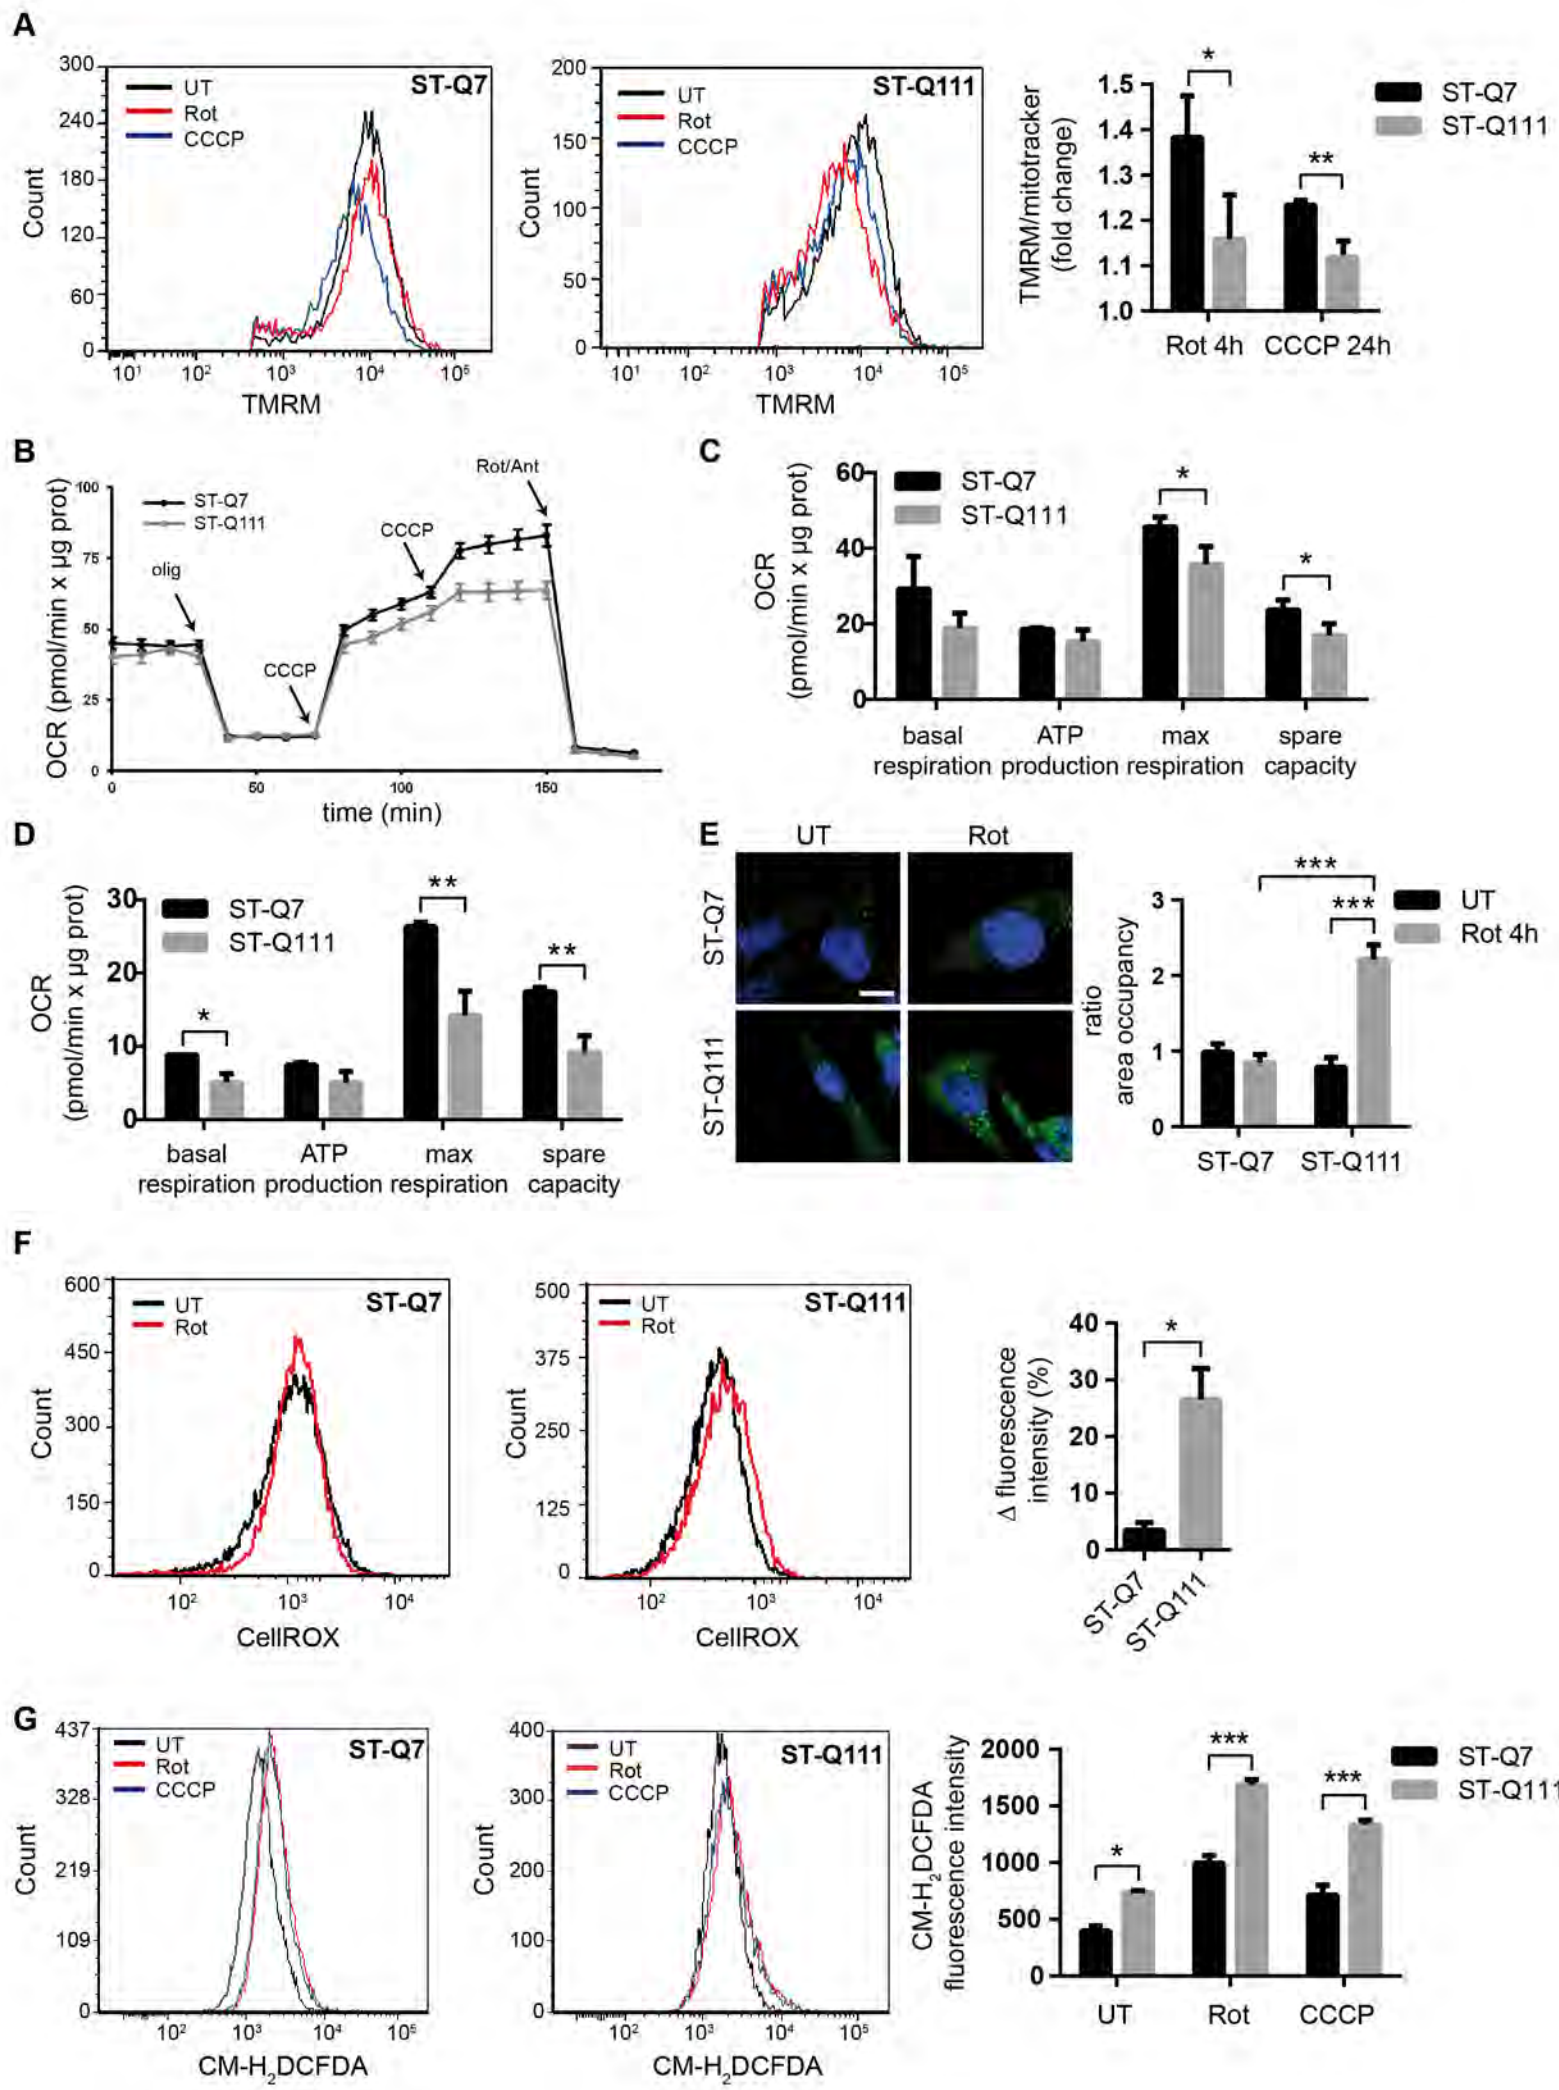 A
300
240
180
120
60
0
Count
UT
Rot
CCCP
ST-Q7
10¹ 10² 10³ 10⁴ 10⁵
TMRM
200
150
100
50
0
Count
UT
Rot
CCCP
ST-Q111
10¹ 10² 10³ 10⁴ 10⁵
TMRM
TMRM/mitotracker
(fold change)
1.5
1.4
1.3
1.2
1.1
1.0
*
**
Rot 4h CCCP 24h
ST-Q7
ST-Q111
B
OCR (pmol/min x µg prot)
100
75
50
25
0
ST-Q7
ST-Q111
olig
CCCP
CCCP
Rot/Ant
0 50 100 150
time (min)
C
OCR
(pmol/min x µg prot)
60
40
20
0
ST-Q7
ST-Q111
*
*
basal ATP max spare
respiration production respiration capacity
D
OCR
(pmol/min x µg prot)
30
20
10
0
ST-Q7
ST-Q111
*
**
**
basal ATP max spare
respiration production respiration capacity
E
UT Rot
ST-Q7
ST-Q111
ratio
area occupancy
3
2
1
0
***
***
UT
Rot 4h
ST-Q7 ST-Q111
F
600
450
300
150
0
Count
UT
Rot
ST-Q7
10² 10³ 10⁴
CellROX
500
375
250
125
0
Count
UT
Rot
ST-Q111
10² 10³ 10⁴
CellROX
Δ fluorescence
intensity (%)
40
30
20
10
0
*
ST-Q7
ST-Q111
G
437
328
219
109
0
Count
UT
Rot
CCCP
ST-Q7
10² 10³ 10⁴ 10⁵
CM-H₂DCFDA
400
300
200
100
0
Count
UT
Rot
CCCP
ST-Q111
10² 10³ 10⁴ 10⁵
CM-H₂DCFDA
CM-H₂DCFDA
fluorescence intensity
2000
1500
1000
500
0
*
***
***
UT Rot CCCP
ST-Q7
ST-Q111